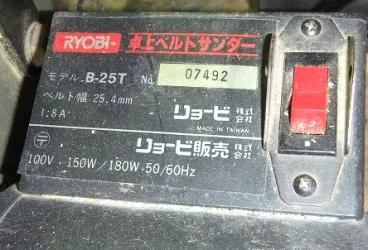 RYOBI 卓上ベルトサンダー
モデル B-25T No. 07492
ベルト幅 25.4mm
1.8A
リョービ 株式会社
MADE IN TAIWAN
リョービ販売 株式会社
〒
100V - 150W/180W・50/60Hz